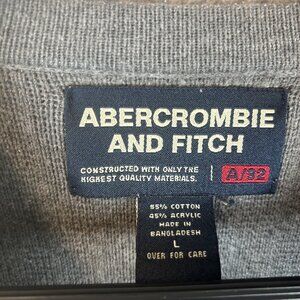 ABERCROMBIE
AND FITCH
CONSTRUCTED WITH ONLY THE
HIGHEST QUALITY MATERIALS.
A/92
55% COTTON
45% ACRYLIC
MADE IN
BANGLADESH
L
OVER FOR CARE